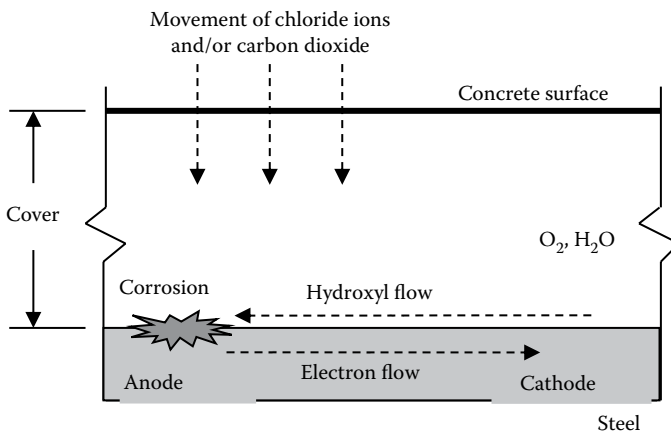 Movement of chloride ions
and/or carbon dioxide
Concrete surface
Cover
O₂, H₂O
Corrosion
Hydroxyl flow
Electron flow
Anode
Cathode
Steel